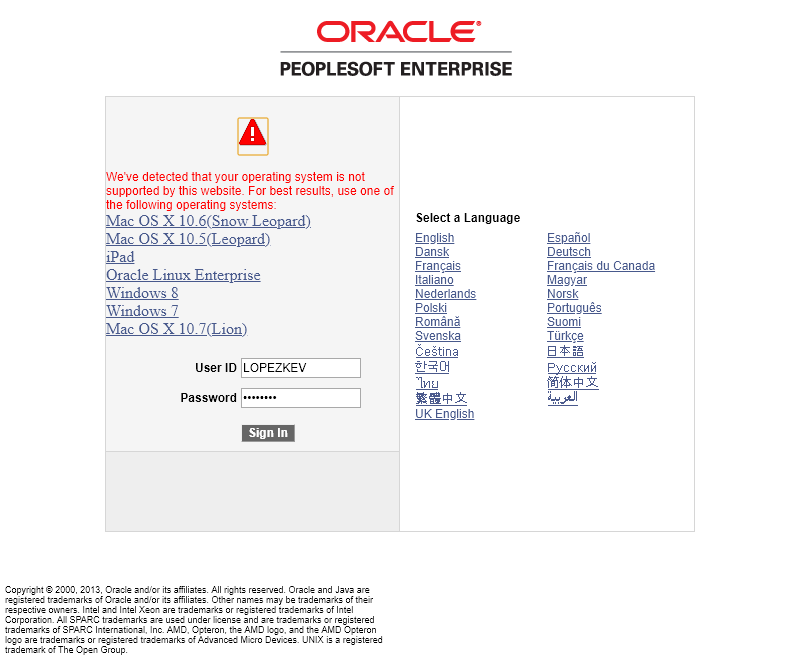 ORACLE®
PEOPLESOFT ENTERPRISE
We've detected that your operating system is not
supported by this website. For best results, use one of
the following operating systems:
Mac OS X 10.6(Snow Leopard)
Mac OS X 10.5(Leopard)
iPad
Oracle Linux Enterprise
Windows 8
Windows 7
Mac OS X 10.7(Lion)
User ID LOPEZKEV
Password ••••••••
Sign In
Select a Language
English Español
Dansk Deutsch
Français Français du Canada
Italiano Magyar
Nederlands Norsk
Polski Português
Română Suomi
Svenska Türkçe
Čeština 日本語
한국어 Русский
ไทย 简体中文
繁體中文 العربية
UK English
Copyright © 2000, 2013, Oracle and/or its affiliates. All rights reserved. Oracle and Java are
registered trademarks of Oracle and/or its affiliates. Other names may be trademarks of their
respective owners. Intel and Intel Xeon are trademarks or registered trademarks of Intel
Corporation. All SPARC trademarks are used under license and are trademarks or registered
trademarks of SPARC International, Inc. AMD, Opteron, the AMD logo, and the AMD Opteron
logo are trademarks or registered trademarks of Advanced Micro Devices. UNIX is a registered
trademark of The Open Group.